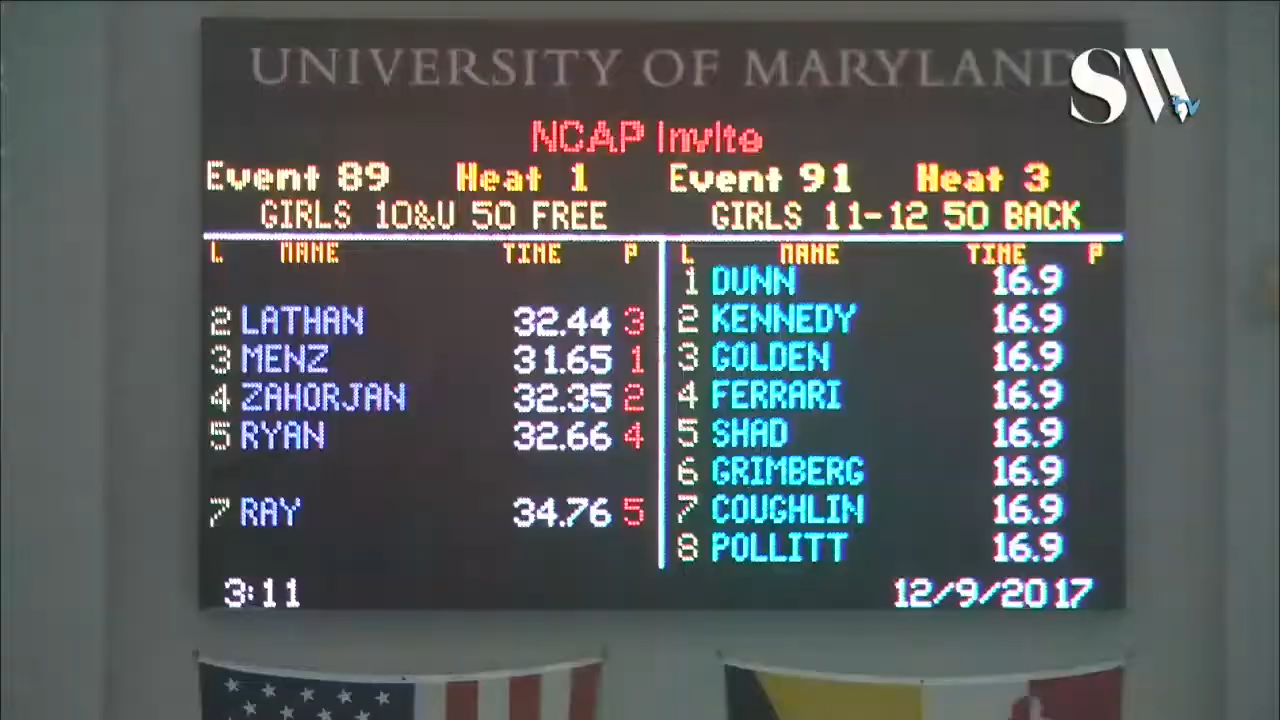 UNIVERSITY OF MARYLAND
SW TV
NCAP Invite
Event 89 Heat 1 Event 91 Heat 3
GIRLS 10&U 50 FREE GIRLS 11-12 50 BACK
L NAME TIME P L NAME TIME P
1 DUNN 16.9
2 LATHAN 32.44 3 2 KENNEDY 16.9
3 MENZ 31.65 1 3 GOLDEN 16.9
4 ZAHORJAN 32.35 2 4 FERRARI 16.9
5 RYAN 32.66 4 5 SHAD 16.9
6 GRIMBERG 16.9
7 RAY 34.76 5 7 COUGHLIN 16.9
8 POLLITT 16.9
3:11 12/9/2017